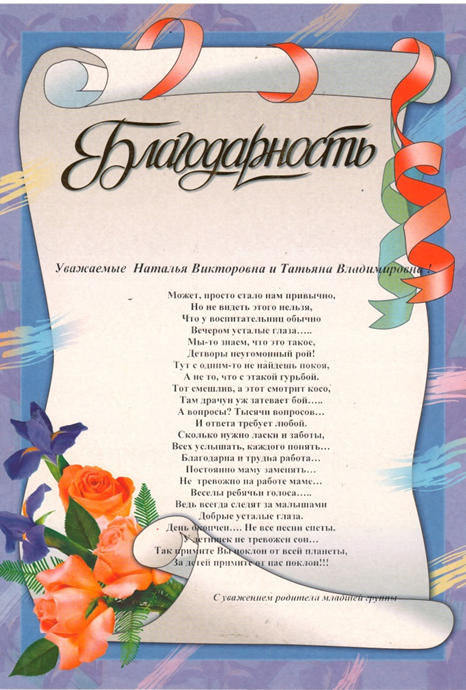 Благодарность
Уважаемые Наталья Викторовна и Татьяна Владимировна !
Может, просто стало нам привычно,
Но не видеть этого нельзя,
Что у воспитательниц обычно
Вечером усталые глаза…..
Мы-то знаем, что это такое,
Детворы неугомонный рой!
Тут с одним-то не найдешь покоя,
А не то, что с этакой гурьбой.
Тот смешлив, а этот смотрит косо,
Там драчун уж затевает бой…..
А вопросы? Тысячи вопросов…
И ответа требует любой.
Сколько нужно ласки и заботы,
Всех услышать, каждого понять…
Благодарна и трудна работа…
Постоянно маму заменять…
Не тревожно на работе маме…
Веселы ребячьи голоса…..
Ведь всегда следят за малышами
Добрые усталые глаза.
День окончен…. Не все песни спеты.
У детишек не тревожен сон…
Так примите Вы поклон от всей планеты,
За детей примите от нас поклон!!!
С уважением родители младшей группы